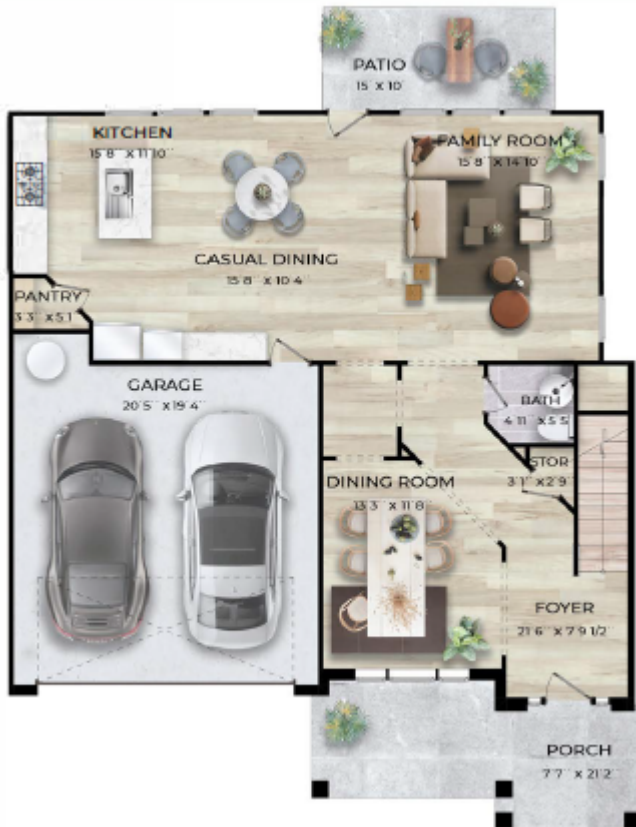 PATIO
15' X 10'
KITCHEN
15'8" X 11'10"
FAMILY ROOM
15'8" X 14'10"
CASUAL DINING
15'8" X 10'4"
PANTRY
3'3" X 5'1"
GARAGE
20'5" X 19'4"
BATH
4'11" X 5'5"
STOR
3'1" X 2'9"
DINING ROOM
13'3" X 11'8"
FOYER
21'6" X 7'9 1/2"
PORCH
7'7" X 21'2"